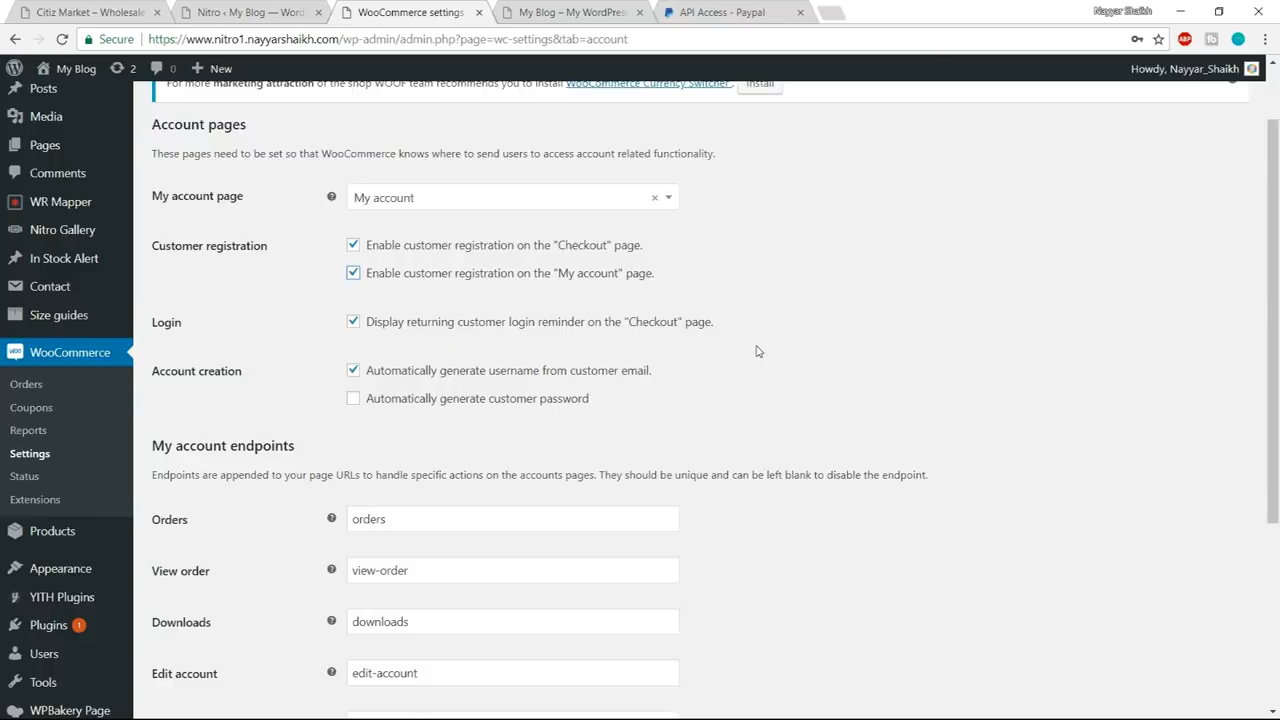 Citiz Market – Wholesale
Nitro ‹ My Blog — Word
WooCommerce settings
My Blog – My WordPress
API Access - Paypal
Nayyar Shaikh
Secure
https://www.nitro1.nayyarshaikh.com/wp-admin/admin.php?page=wc-settings&tab=account
ABP
fb
My Blog
2
0
New
Howdy, Nayyar_Shaikh
For more marketing attraction of the shop WOOF team recommends you to install WooCommerce Currency Switcher .
Install
Posts
Media
Pages
Comments
WR Mapper
Nitro Gallery
In Stock Alert
Contact
Size guides
WooCommerce
Orders
Coupons
Reports
Settings
Status
Extensions
Products
Appearance
YITH Plugins
Plugins 1
Users
Tools
WPBakery Page
Account pages
These pages need to be set so that WooCommerce knows where to send users to access account related functionality.
My account page
My account
Customer registration
Enable customer registration on the "Checkout" page.
Enable customer registration on the "My account" page.
Login
Display returning customer login reminder on the "Checkout" page.
Account creation
Automatically generate username from customer email.
Automatically generate customer password
My account endpoints
Endpoints are appended to your page URLs to handle specific actions on the accounts pages. They should be unique and can be left blank to disable the endpoint.
Orders
orders
View order
view-order
Downloads
downloads
Edit account
edit-account